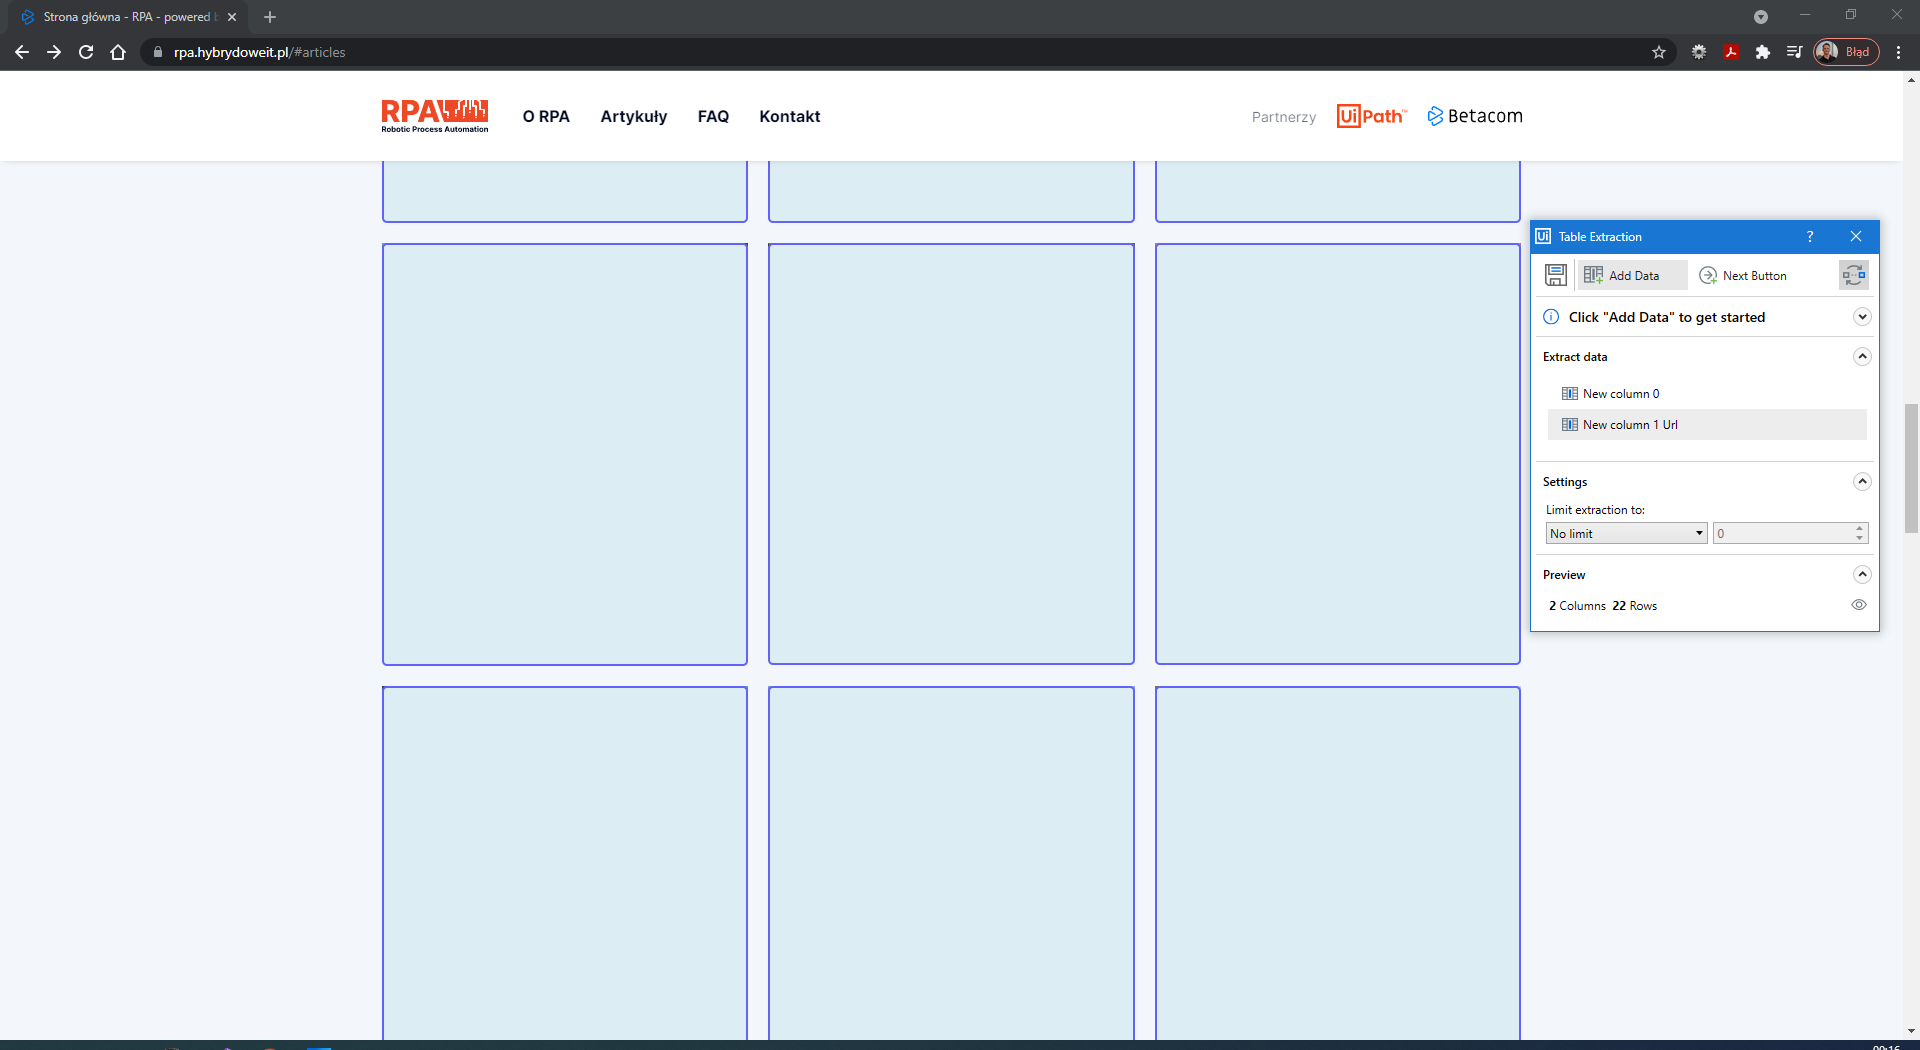 Strona główna - RPA - powered b
rpa.hybrydoweit.pl/#articles
Błąd
RPA
Robotic Process Automation
O RPA
Artykuły
FAQ
Kontakt
Partnerzy
UiPath™
Betacom
Ui Table Extraction
?
Add Data
Next Button
Click "Add Data" to get started
Extract data
New column 0
New column 1 Url
Settings
Limit extraction to:
No limit
0
Preview
2 Columns 22 Rows